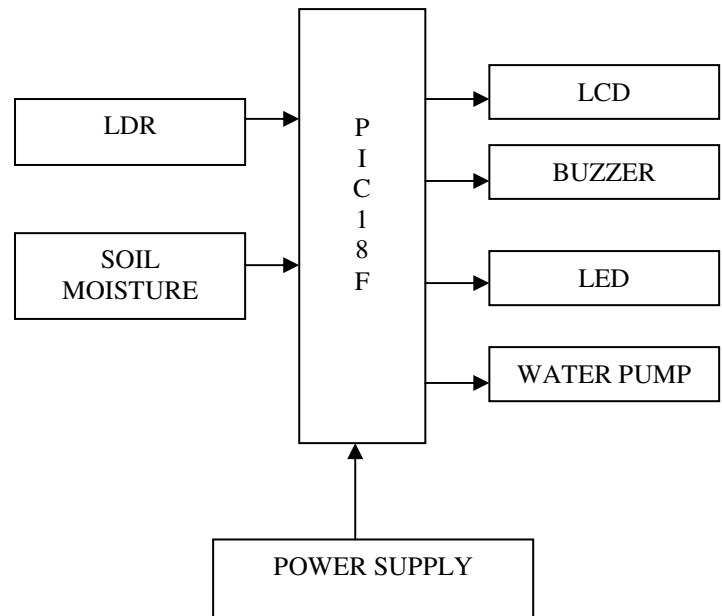 LDR
SOIL
MOISTURE
P
I
C
1
8
F
LCD
BUZZER
LED
WATER PUMP
POWER SUPPLY